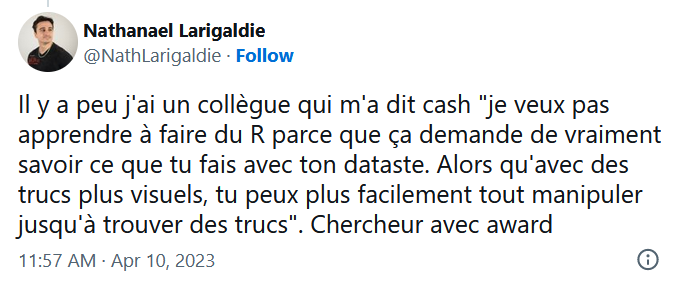 Nathanael Larigaldie
@NathLarigaldie · Follow
Il y a peu j'ai un collègue qui m'a dit cash "je veux pas
apprendre à faire du R parce que ça demande de vraiment
savoir ce que tu fais avec ton dataste. Alors qu'avec des
trucs plus visuels, tu peux plus facilement tout manipuler
jusqu'à trouver des trucs". Chercheur avec award
11:57 AM · Apr 10, 2023